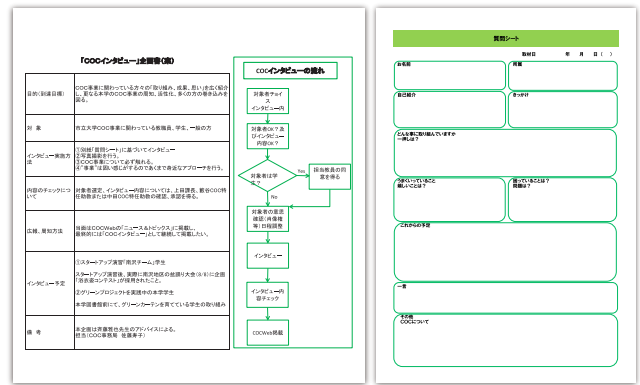 「COCインタビュー」企画書(案)
目的(到達目標)
COC事業に関わっている方々の「取り組み、成果、思い」を広く紹介
し、更なる本学のCOC事業の周知、活性化、多くの方の巻き込みを
図る。
対　象
市立大学COC事業に関わっている教職員、学生、一般の方
インタビュー実施方
法
①別紙「質問シート」に基づいてインタビュー
②写真撮影を行う。
③COC事業について必ず触れる。
④"事業"は固い感じがするのであくまで身近なアプローチを行う。
内容のチェックにつ
いて
対象者選定、インタビュー内容については、上田課長、蔵谷COC特
任助教または中田COC特任助教の確認、承認を得る。
広報、周知方法
当面はCOCWebの「ニュース&トピックス」に掲載し、
最終的には「COCインタビュー」として継続して掲載したい。
インタビュー予定
①スタートアップ演習「南沢チーム」学生
スタートアップ演習後、実際に南沢地区の盆踊り大会(8/8)に企画
「浴衣姿コンテスト」が採用されたこと。
②グリーンプロジェクトを実践中の本学学生
本学図書館前にて、グリーンカーテンを育てている学生の取り組み
備　考
本企画は斉藤雅也先生のアドバイスによる。
担当(COC事務局　佐藤寿子)
COCインタビューの流れ
対象者チョイ
ス
インタビュー内
対象者OK?及
びインタビュー
内容OK?
対象者は学
生?
Yes
担当教員の同
意を得る
No
対象者の意思
確認(肖像権
等)日程調整
インタビュー
インタビュー内
容チェック
COCWeb掲載
質問シート
取材日　　年　月　日(　)
お名前
所属
自己紹介
きっかけ
どんな事に取り組んでいますか
一押しは?
うまくいっていること
嬉しいことは?
困っていることは?
問題は?
これからの予定
一言
その他
COCについて